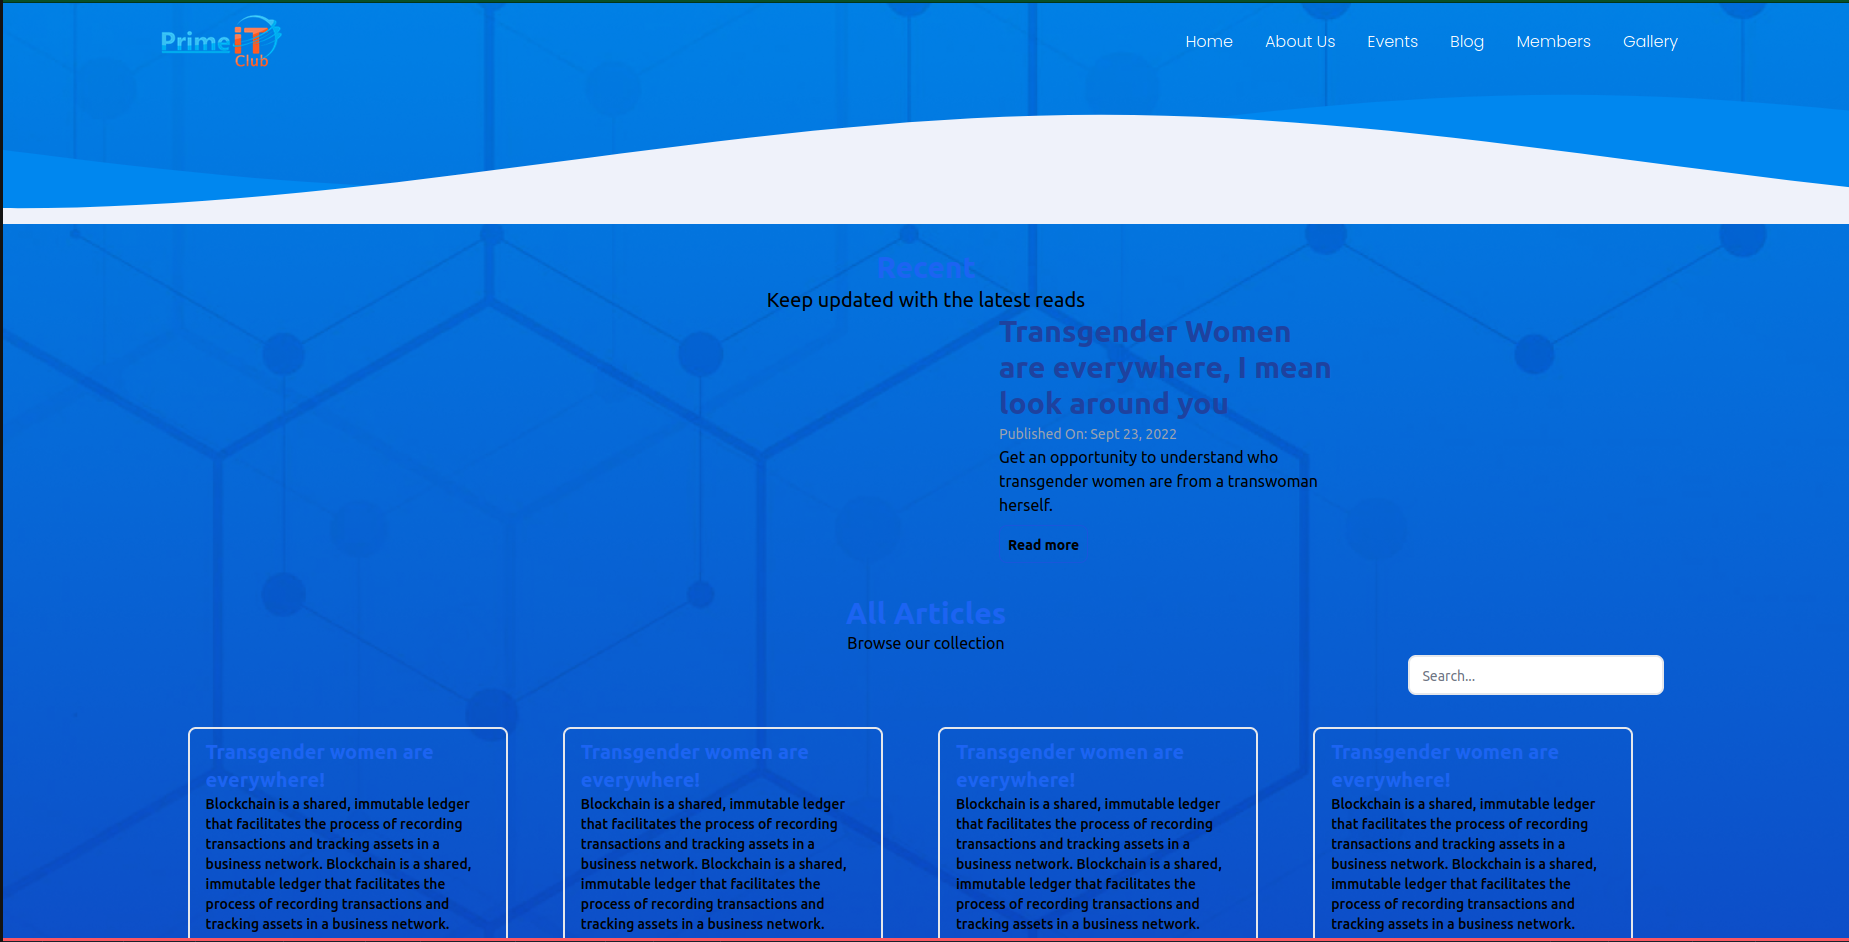 Prime iT
Club
Home About Us Events Blog Members Gallery
Recent
Keep updated with the latest reads
Transgender Women
are everywhere, I mean
look around you
Published On: Sept 23, 2022
Get an opportunity to understand who
transgender women are from a transwoman
herself.
Read more
All Articles
Browse our collection
Search...
Transgender women are
everywhere!
Blockchain is a shared, immutable ledger
that facilitates the process of recording
transactions and tracking assets in a
business network. Blockchain is a shared,
immutable ledger that facilitates the
process of recording transactions and
tracking assets in a business network.
Transgender women are
everywhere!
Blockchain is a shared, immutable ledger
that facilitates the process of recording
transactions and tracking assets in a
business network. Blockchain is a shared,
immutable ledger that facilitates the
process of recording transactions and
tracking assets in a business network.
Transgender women are
everywhere!
Blockchain is a shared, immutable ledger
that facilitates the process of recording
transactions and tracking assets in a
business network. Blockchain is a shared,
immutable ledger that facilitates the
process of recording transactions and
tracking assets in a business network.
Transgender women are
everywhere!
Blockchain is a shared, immutable ledger
that facilitates the process of recording
transactions and tracking assets in a
business network. Blockchain is a shared,
immutable ledger that facilitates the
process of recording transactions and
tracking assets in a business network.